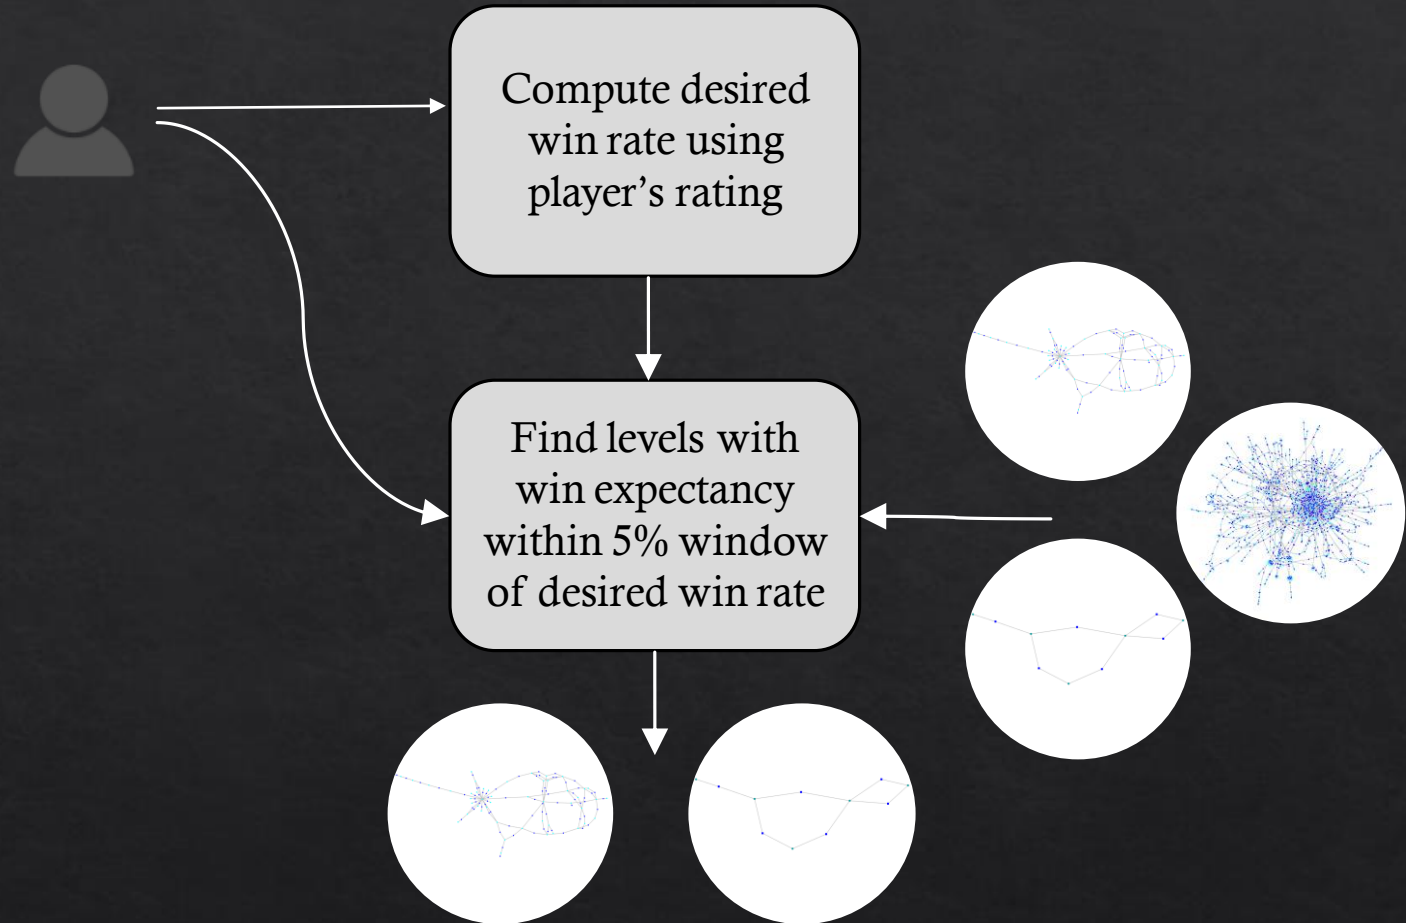 Compute desired
win rate using
player’s rating
Find levels with
win expectancy
within 5% window
of desired win rate